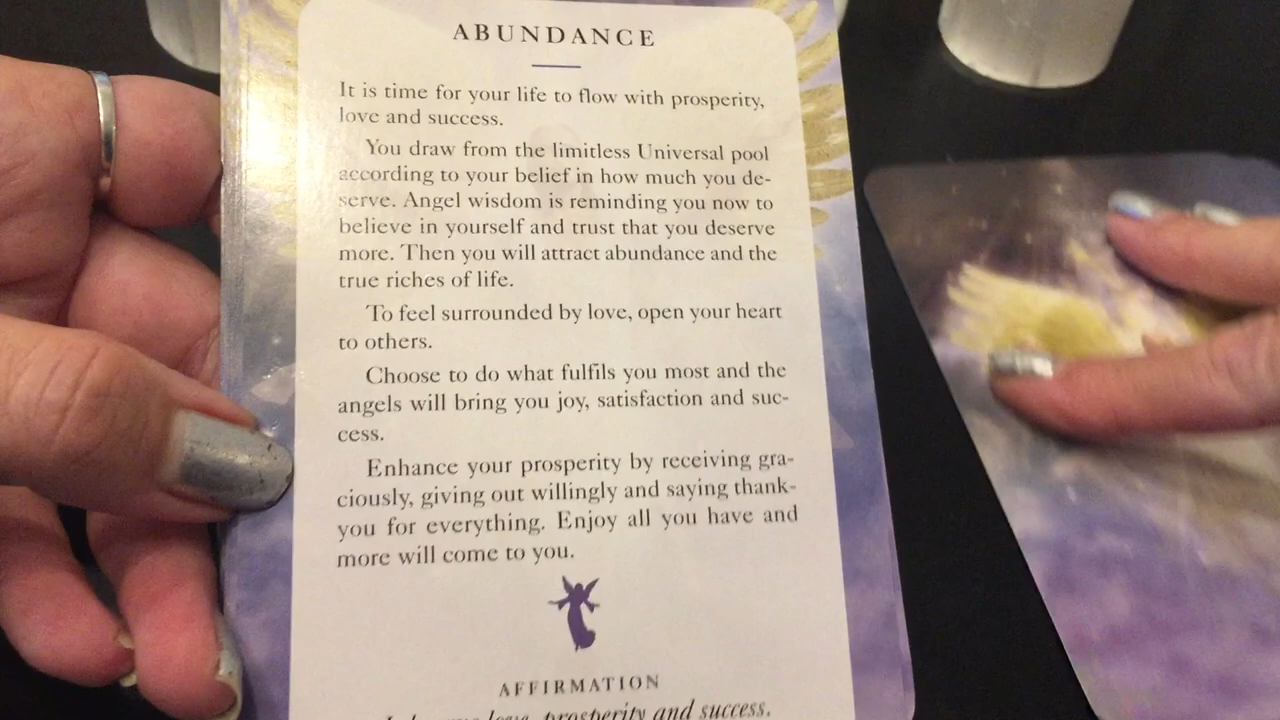 ABUNDANCE
It is time for your life to flow with prosperity,
love and success.
You draw from the limitless Universal pool
according to your belief in how much you de-
serve. Angel wisdom is reminding you now to
believe in yourself and trust that you deserve
more. Then you will attract abundance and the
true riches of life.
To feel surrounded by love, open your heart
to others.
Choose to do what fulfils you most and the
angels will bring you joy, satisfaction and suc-
cess.
Enhance your prosperity by receiving gra-
ciously, giving out willingly and saying thank-
you for everything. Enjoy all you have and
more will come to you.
AFFIRMATION
love, prosperity and success.